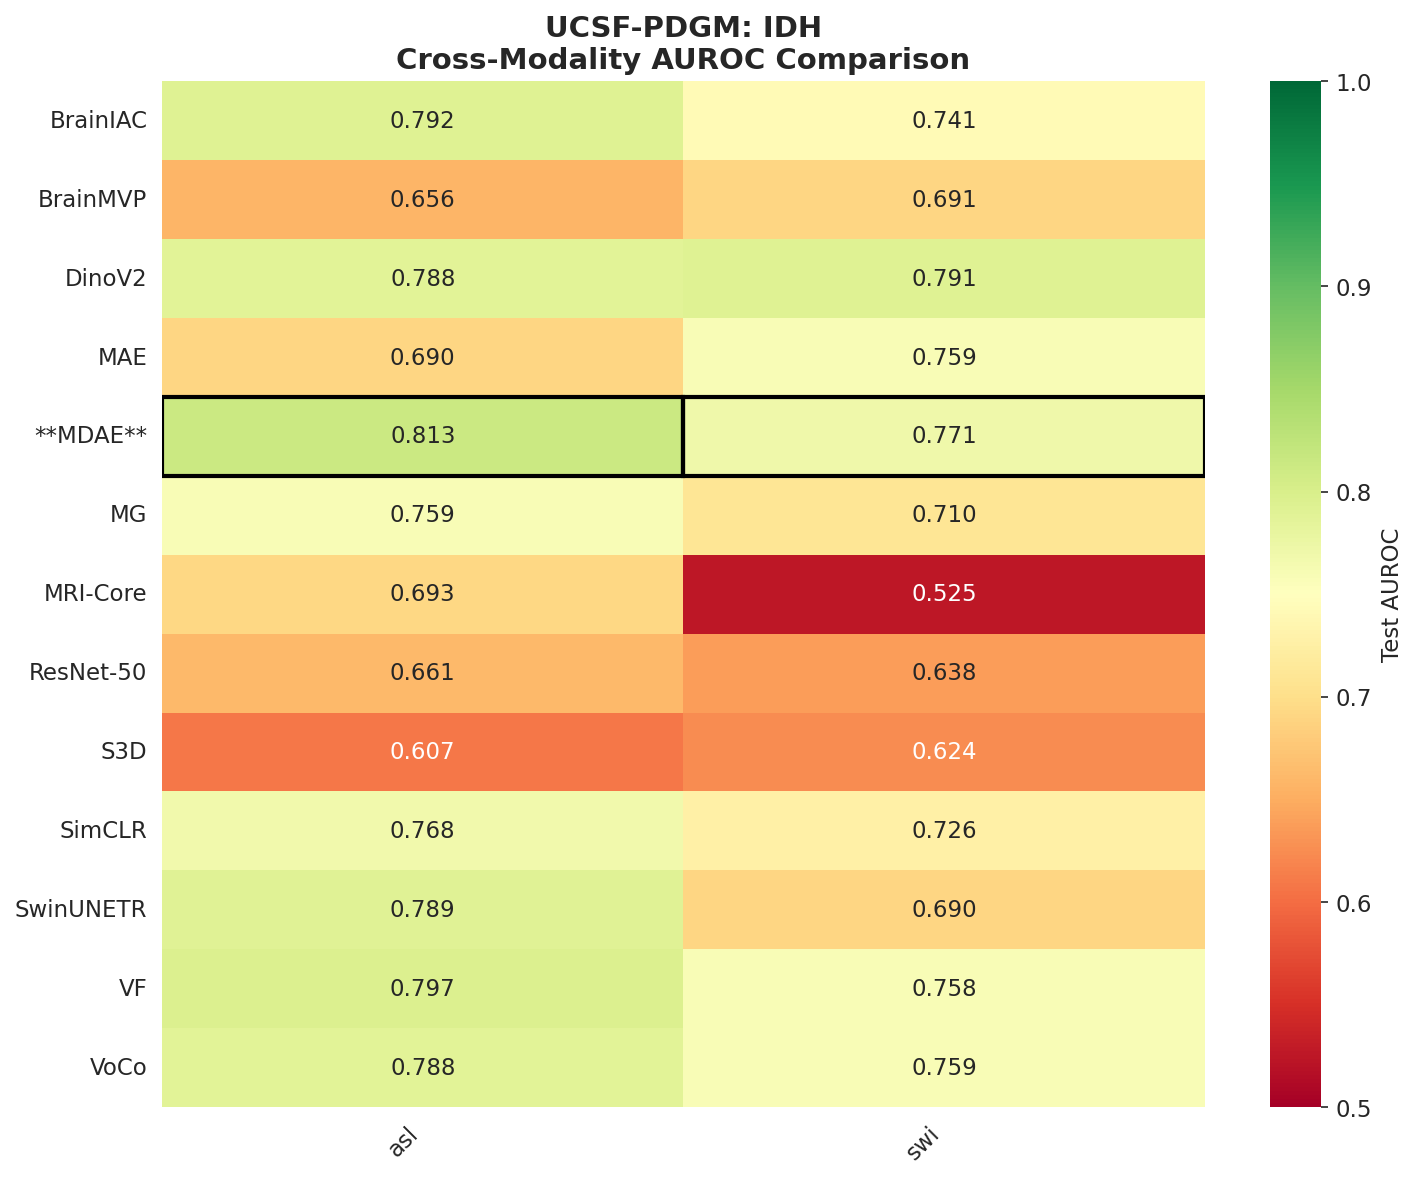 UCSF-PDGM: IDH
Cross-Modality AUROC Comparison
BrainIAC 0.792 0.741
BrainMVP 0.656 0.691
DinoV2 0.788 0.791
MAE 0.690 0.759
**MDAE** 0.813 0.771
MG 0.759 0.710
MRI-Core 0.693 0.525
ResNet-50 0.661 0.638
S3D 0.607 0.624
SimCLR 0.768 0.726
SwinUNETR 0.789 0.690
VF 0.797 0.758
VoCo 0.788 0.759
asl swi
1.0
0.9
0.8
0.7
0.6
0.5
Test AUROC